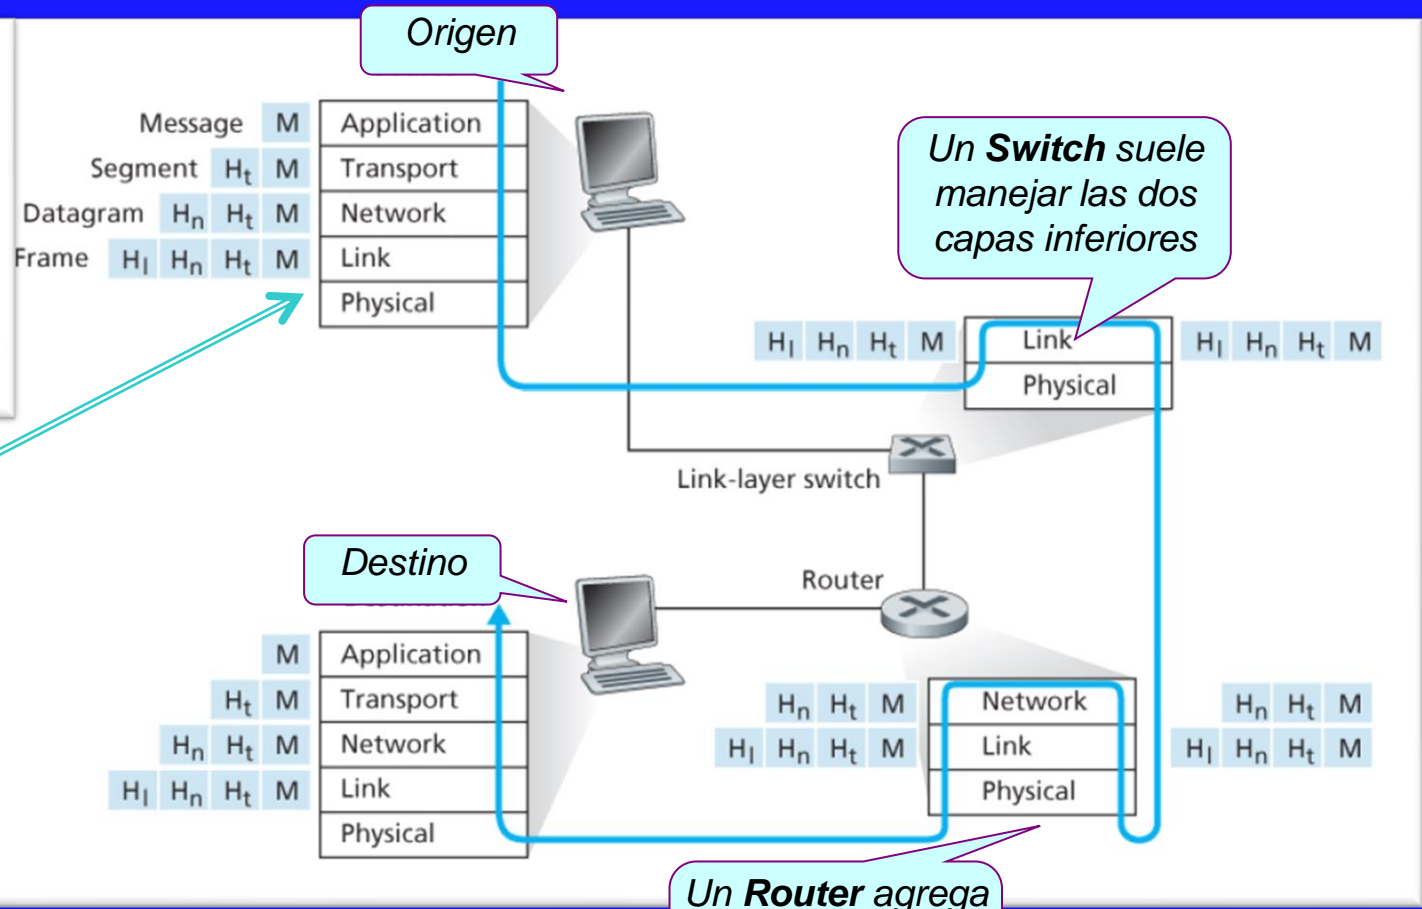 Origen
Message M Application
Segment Ht M Transport
Datagram Hn Ht M Network
Frame Hl Hn Ht M Link
Physical
Un Switch suele
manejar las dos
capas inferiores
Hl Hn Ht M Link Hl Hn Ht M
Physical
Link-layer switch
Router
Destino
M Application
Ht M Transport
Hn Ht M Network
Hl Hn Ht M Link
Physical
Hn Ht M Network Hn Ht M
Hl Hn Ht M Link Hl Hn Ht M
Physical
Un Router agrega